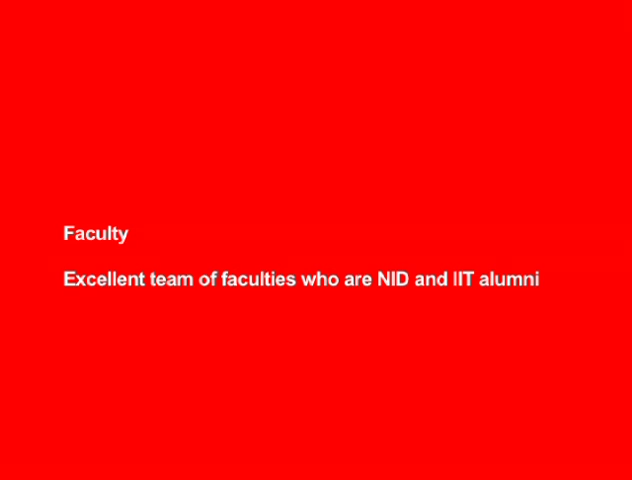 Faculty
Excellent team of faculties who are NID and IIT alumni